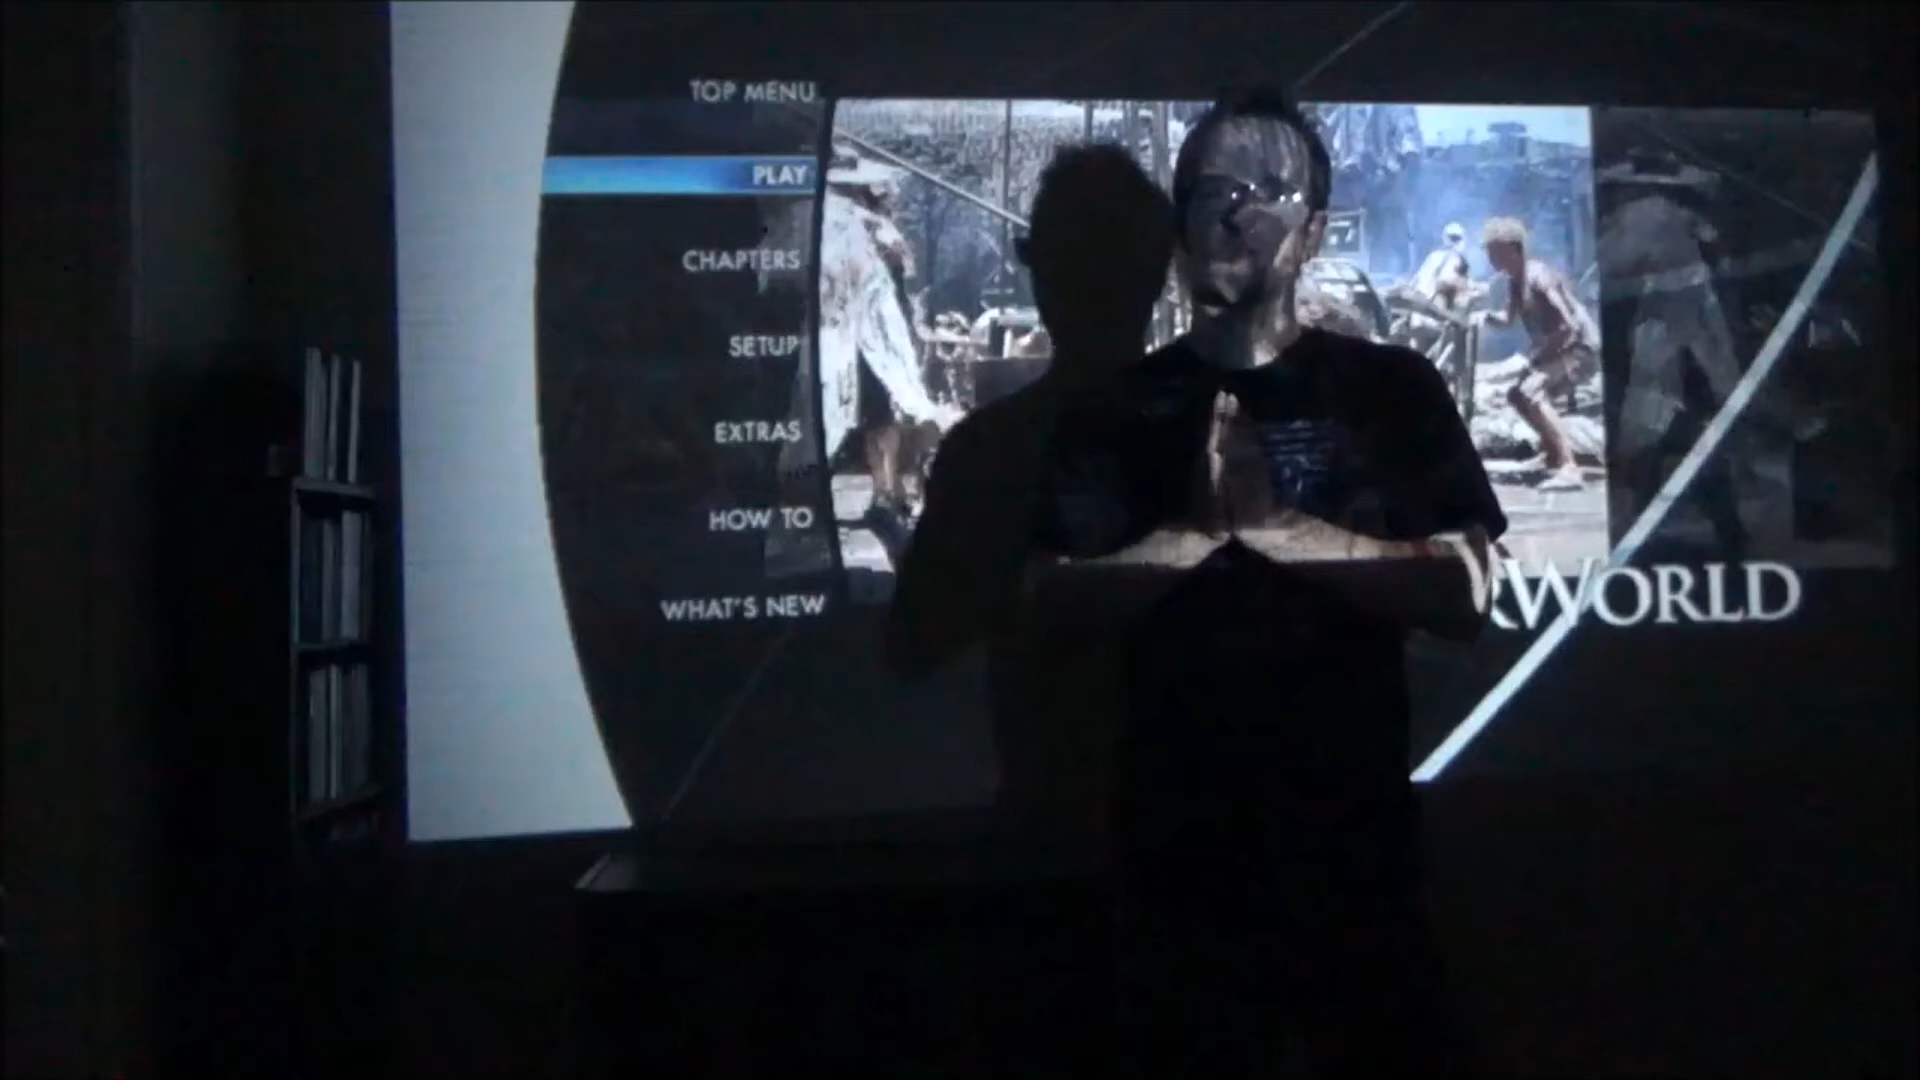 TOP MENU
PLAY
CHAPTERS
SETUP
EXTRAS
HOW TO
WHAT'S NEW
RWORLD